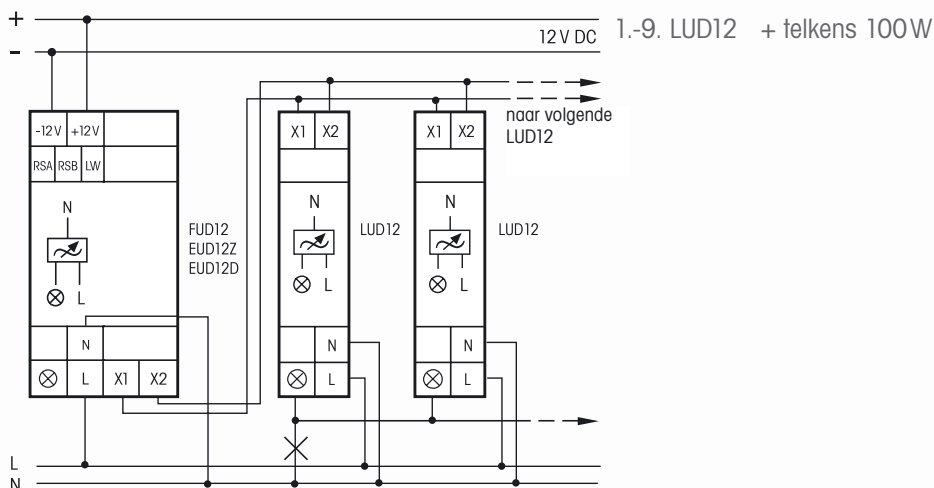 +
-
12 V DC
1.-9. LUD12 + telkens 100 W
naar volgende
LUD12
-12 V +12V
RSA RSB LW
N
L
FUD12
EUD12Z
EUD12D
N
L X1 X2
X1 X2
N
L
LUD12
N
L
X1 X2
N
L
LUD12
N
L
L
N